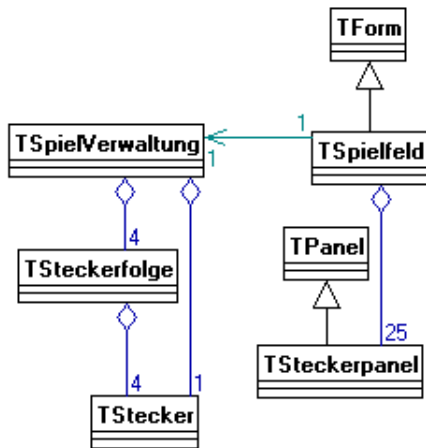 TForm
1
TSpielVerwaltung
1
TSpielfeld
4
TPanel
TSteckerfolge
25
TSteckerpanel
4
1
TStecker